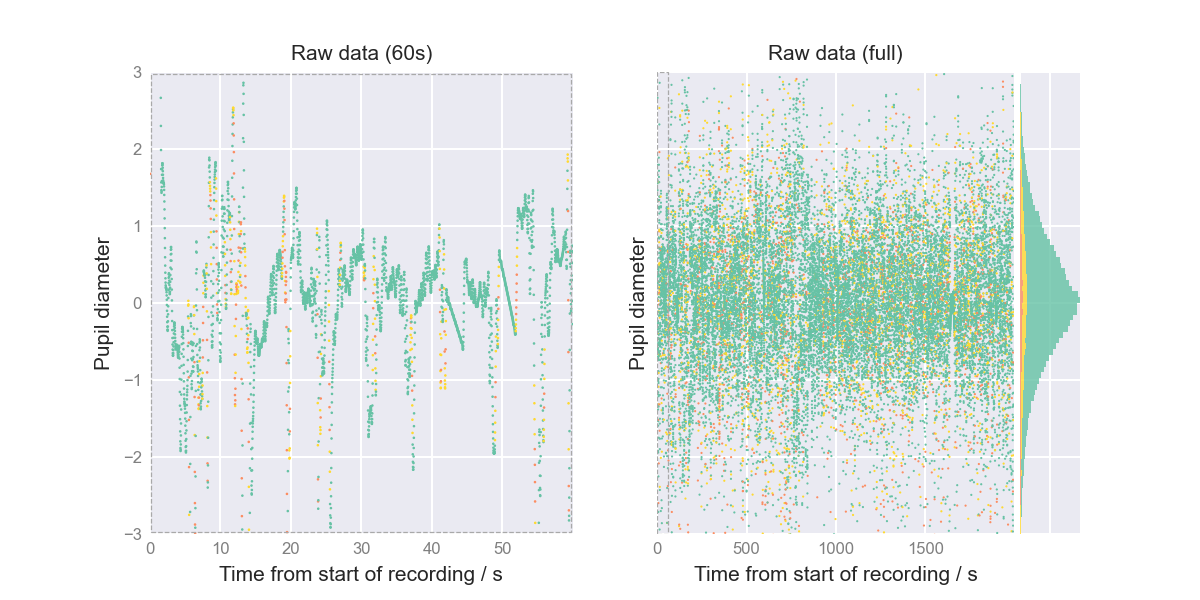 Raw data (60s)
3
2
1
0
−1
−2
−3
Pupil diameter
0 10 20 30 40 50
Time from start of recording / s
Raw data (full)
Pupil diameter
0 500 1000 1500
Time from start of recording / s